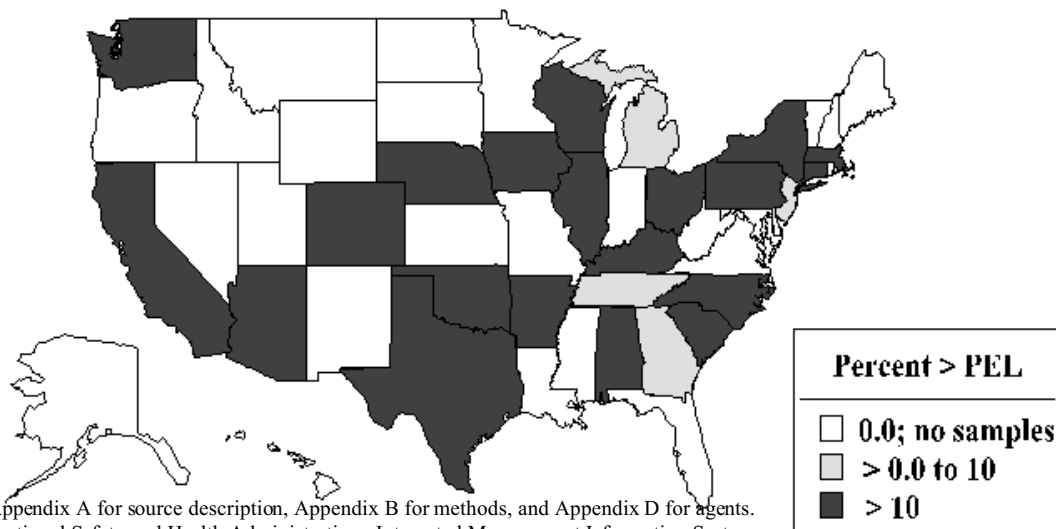 Percent > PEL
0.0; no samples
> 0.0 to 10
> 10
Appendix A for source description, Appendix B for methods, and Appendix D for agents.